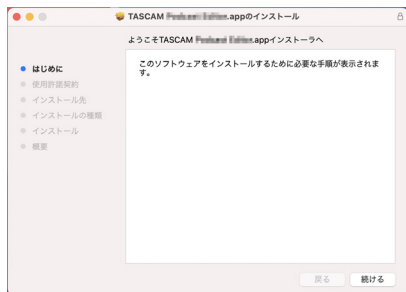 TASCAM .appのインストール
ようこそTASCAM .appインストーラへ
はじめに
使用許諾契約
インストール先
インストールの種類
インストール
概要
このソフトウェアをインストールするために必要な手順が表示されま
す。
戻る
続ける